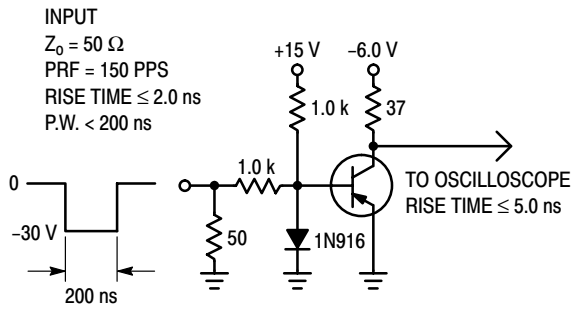 INPUT
Zo = 50 Ω
PRF = 150 PPS
RISE TIME ≤ 2.0 ns
P.W. < 200 ns
+15 V
−6.0 V
1.0 k
37
1.0 k
0
TO OSCILLOSCOPE
RISE TIME ≤ 5.0 ns
−30 V
50
1N916
200 ns